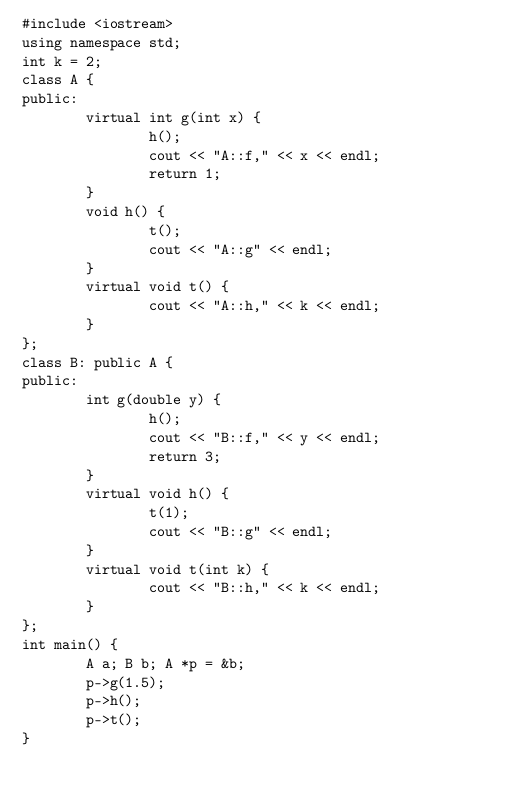 #include <iostream>
using namespace std;
int k = 2;
class A {
public:
        virtual int g(int x) {
                h();
                cout << "A::f," << x << endl;
                return 1;
        }
        void h() {
                t();
                cout << "A::g" << endl;
        }
        virtual void t() {
                cout << "A::h," << k << endl;
        }
};
class B: public A {
public:
        int g(double y) {
                h();
                cout << "B::f," << y << endl;
                return 3;
        }
        virtual void h() {
                t(1);
                cout << "B::g" << endl;
        }
        virtual void t(int k) {
                cout << "B::h," << k << endl;
        }
};
int main() {
        A a; B b; A *p = &b;
        p->g(1.5);
        p->h();
        p->t();
}